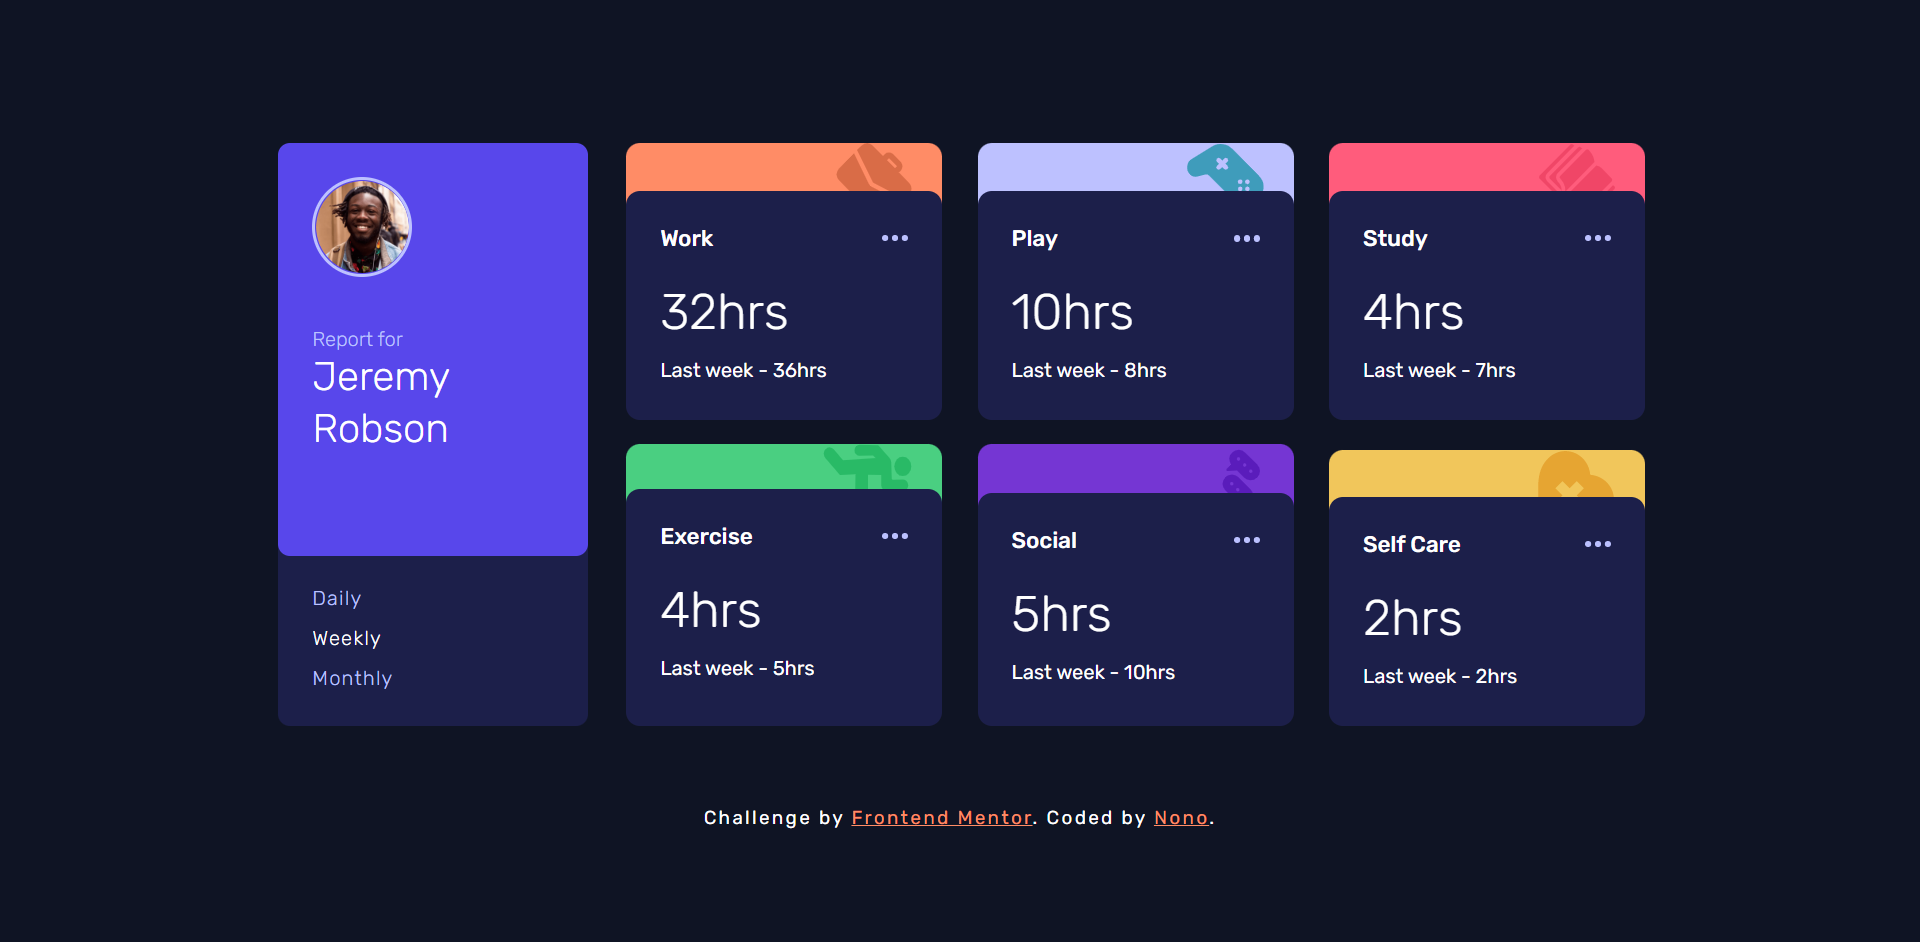 Report for
Jeremy
Robson
Daily
Weekly
Monthly
Work
32hrs
Last week - 36hrs
Play
10hrs
Last week - 8hrs
Study
4hrs
Last week - 7hrs
Exercise
4hrs
Last week - 5hrs
Social
5hrs
Last week - 10hrs
Self Care
2hrs
Last week - 2hrs
Challenge by Frontend Mentor. Coded by Nono.